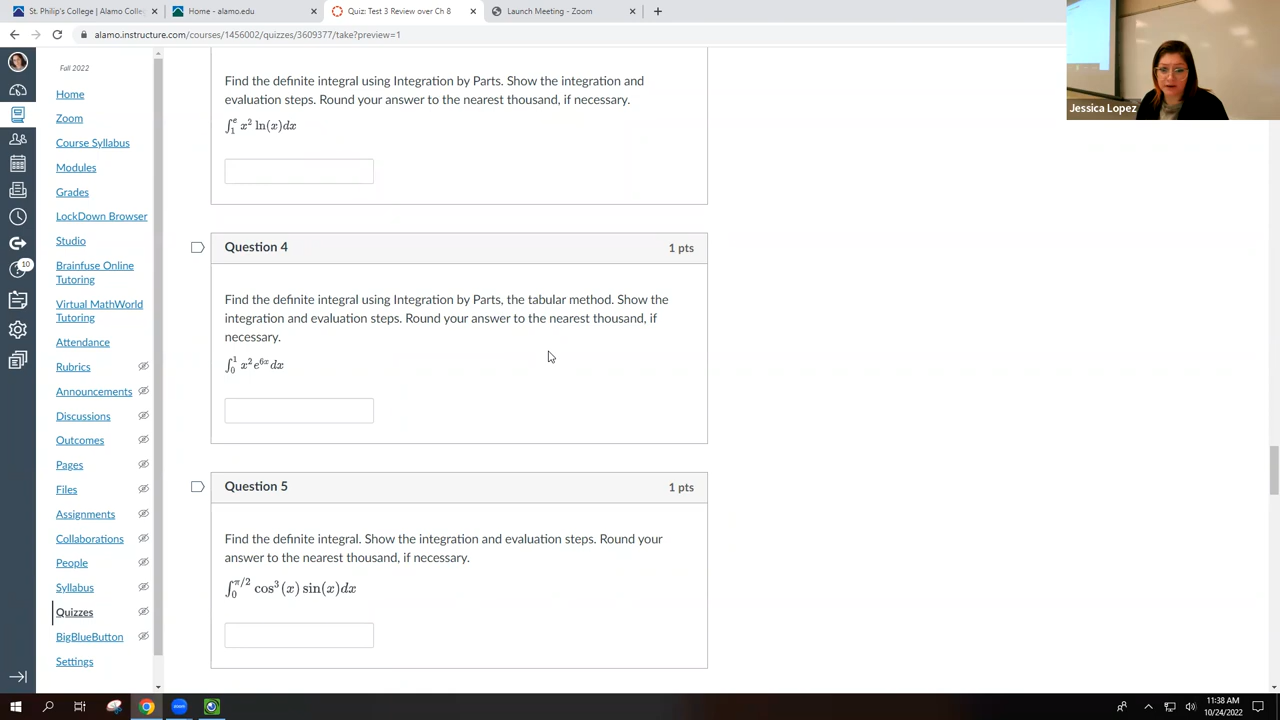 St. Philip's College | Alamo Colle
Home - alamo.edu
Quiz: Test 3 Review over Ch 8
Launch Meeting - Zoom
alamo.instructure.com/courses/1456002/quizzes/3609377/take?preview=1
Fall 2022
Home
Zoom
Course Syllabus
Modules
Grades
LockDown Browser
Studio
Brainfuse Online
Tutoring
Virtual MathWorld
Tutoring
Attendance
Rubrics
Announcements
Discussions
Outcomes
Pages
Files
Assignments
Collaborations
People
Syllabus
Quizzes
BigBlueButton
Settings
10
Find the definite integral using Integration by Parts. Show the integration and
evaluation steps. Round your answer to the nearest thousand, if necessary.
∫₁ᵉ x² ln(x)dx
Question 4
1 pts
Find the definite integral using Integration by Parts, the tabular method. Show the
integration and evaluation steps. Round your answer to the nearest thousand, if
necessary.
∫₀¹ x²e⁶ˣdx
Question 5
1 pts
Find the definite integral. Show the integration and evaluation steps. Round your
answer to the nearest thousand, if necessary.
∫₀^π/2 cos³(x) sin(x)dx
Jessica Lopez
11:38 AM
10/24/2022